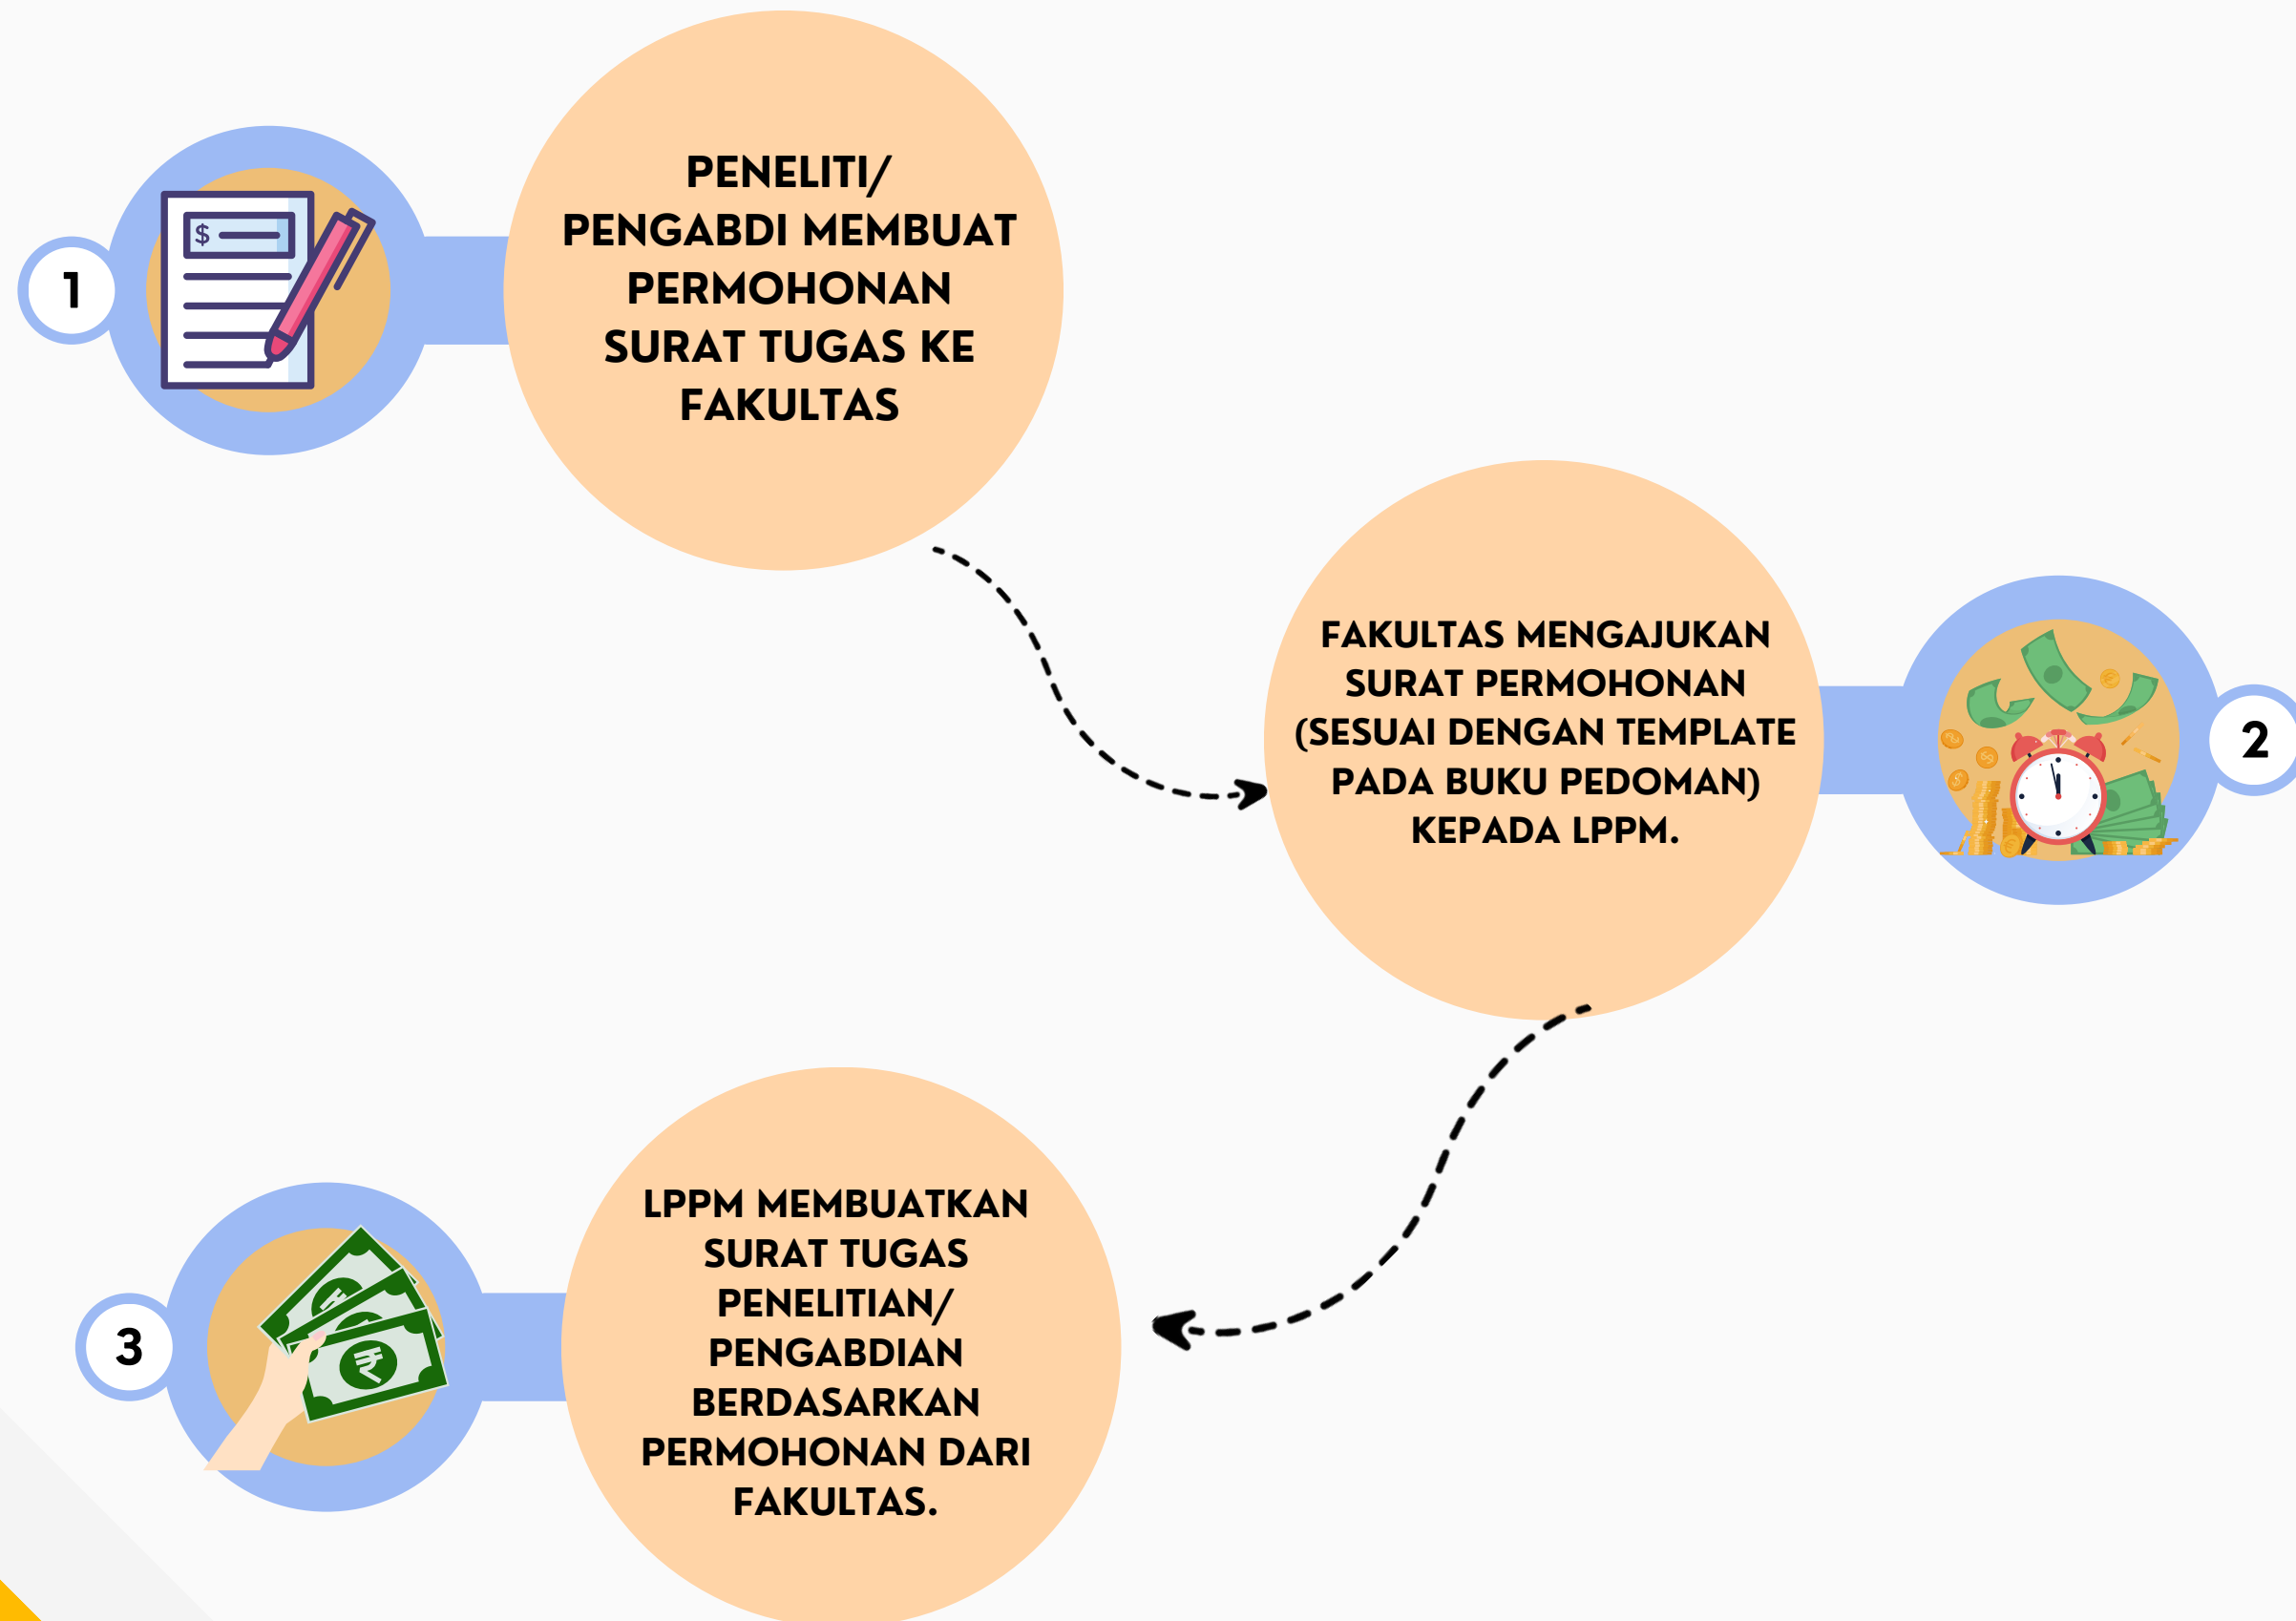 1
PENELITI/
PENGABDI MEMBUAT
PERMOHONAN
SURAT TUGAS KE
FAKULTAS
$
FAKULTAS MENGAJUKAN
SURAT PERMOHONAN
(SESUAI DENGAN TEMPLATE
PADA BUKU PEDOMAN)
KEPADA LPPM.
2
3
₹
LPPM MEMBUATKAN
SURAT TUGAS
PENELITIAN/
PENGABDIAN
BERDASARKAN
PERMOHONAN DARI
FAKULTAS.